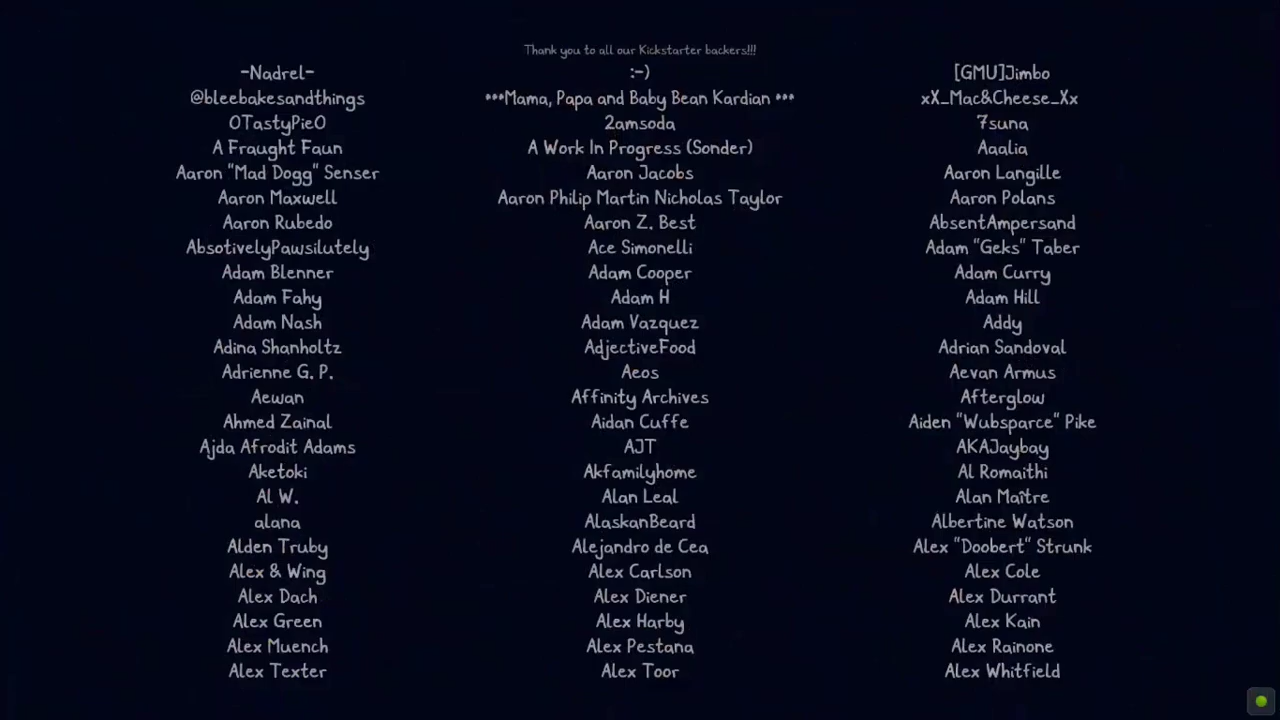 Thank you to all our Kickstarter backers!!!
-Nadrel- :-) [GMU]Jimbo
@bleebakesandthings ***Mama, Papa and Baby Bean Kardian *** xX_Mac&Cheese_Xx
0TastyPie0 2amsoda 7suna
A Fraught Faun A Work In Progress (Sonder) Aaalia
Aaron "Mad Dogg" Senser Aaron Jacobs Aaron Langille
Aaron Maxwell Aaron Philip Martin Nicholas Taylor Aaron Polans
Aaron Rubedo Aaron Z. Best AbsentAmpersand
AbsotivelyPawsilutely Ace Simonelli Adam "Geks" Taber
Adam Blenner Adam Cooper Adam Curry
Adam Fahy Adam H Adam Hill
Adam Nash Adam Vazquez Addy
Adina Shanholtz AdjectiveFood Adrian Sandoval
Adrienne G. P. Aeos Aevan Armus
Aewan Affinity Archives Afterglow
Ahmed Zainal Aidan Cuffe Aiden "Wubsparce" Pike
Ajda Afrodit Adams AJT AKAJaybay
Aketoki Akfamilyhome Al Romaithi
Al W. Alan Leal Alan Maître
alana AlaskanBeard Albertine Watson
Alden Truby Alejandro de Cea Alex "Doobert" Strunk
Alex & Wing Alex Carlson Alex Cole
Alex Dach Alex Diener Alex Durrant
Alex Green Alex Harby Alex Kain
Alex Muench Alex Pestana Alex Rainone
Alex Texter Alex Toor Alex Whitfield